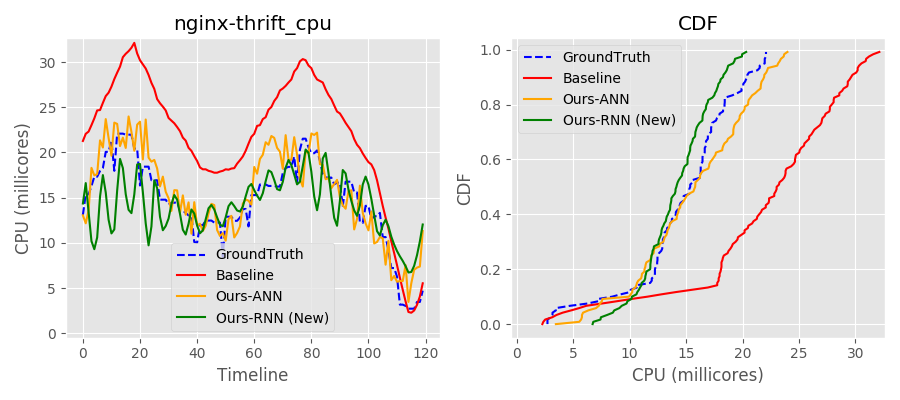 nginx-thrift_cpu
CPU (millicores)
30
25
20
15
10
5
0
GroundTruth
Baseline
Ours-ANN
Ours-RNN (New)
0 20 40 60 80 100 120
Timeline
CDF
CDF
1.0
0.8
0.6
0.4
0.2
0.0
GroundTruth
Baseline
Ours-ANN
Ours-RNN (New)
0 5 10 15 20 25 30
CPU (millicores)